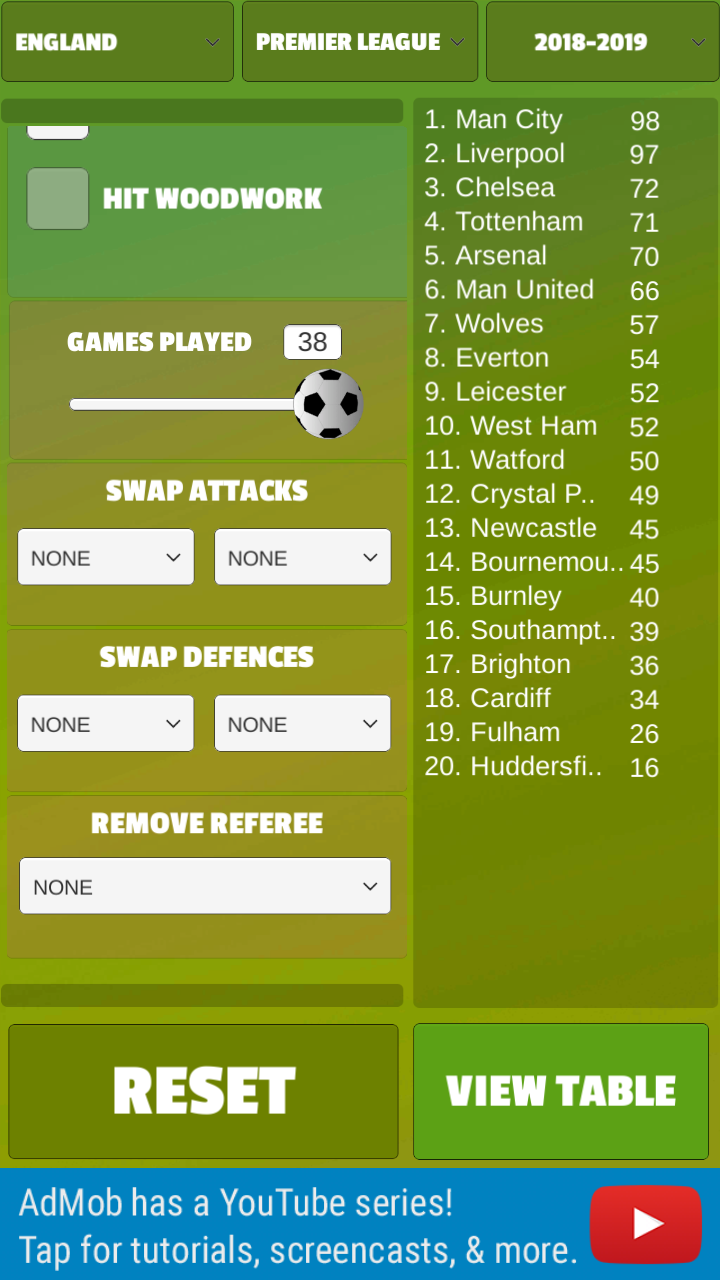 ENGLAND
PREMIER LEAGUE
2018-2019
HIT WOODWORK
GAMES PLAYED 38
SWAP ATTACKS
NONE NONE
SWAP DEFENCES
NONE NONE
REMOVE REFEREE
NONE
1. Man City 98
2. Liverpool 97
3. Chelsea 72
4. Tottenham 71
5. Arsenal 70
6. Man United 66
7. Wolves 57
8. Everton 54
9. Leicester 52
10. West Ham 52
11. Watford 50
12. Crystal P.. 49
13. Newcastle 45
14. Bournemou.. 45
15. Burnley 40
16. Southampt.. 39
17. Brighton 36
18. Cardiff 34
19. Fulham 26
20. Huddersfi.. 16
RESET
VIEW TABLE
AdMob has a YouTube series!
Tap for tutorials, screencasts, & more.